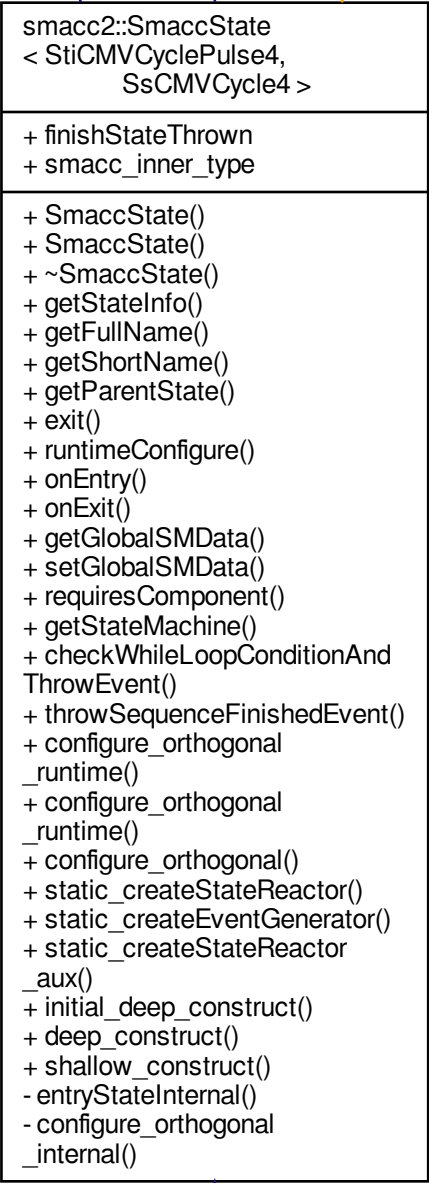 smacc2::SmaccState
< StiCMVCyclePulse4,
SsCMVCycle4 >
+ finishStateThrown
+ smacc_inner_type
+ SmaccState()
+ SmaccState()
+ ~SmaccState()
+ getStateInfo()
+ getFullName()
+ getShortName()
+ getParentState()
+ exit()
+ runtimeConfigure()
+ onEntry()
+ onExit()
+ getGlobalSMData()
+ setGlobalSMData()
+ requiresComponent()
+ getStateMachine()
+ checkWhileLoopConditionAnd
ThrowEvent()
+ throwSequenceFinishedEvent()
+ configure_orthogonal
_runtime()
+ configure_orthogonal
_runtime()
+ configure_orthogonal()
+ static_createStateReactor()
+ static_createEventGenerator()
+ static_createStateReactor
_aux()
+ initial_deep_construct()
+ deep_construct()
+ shallow_construct()
- entryStateInternal()
- configure_orthogonal
_internal()